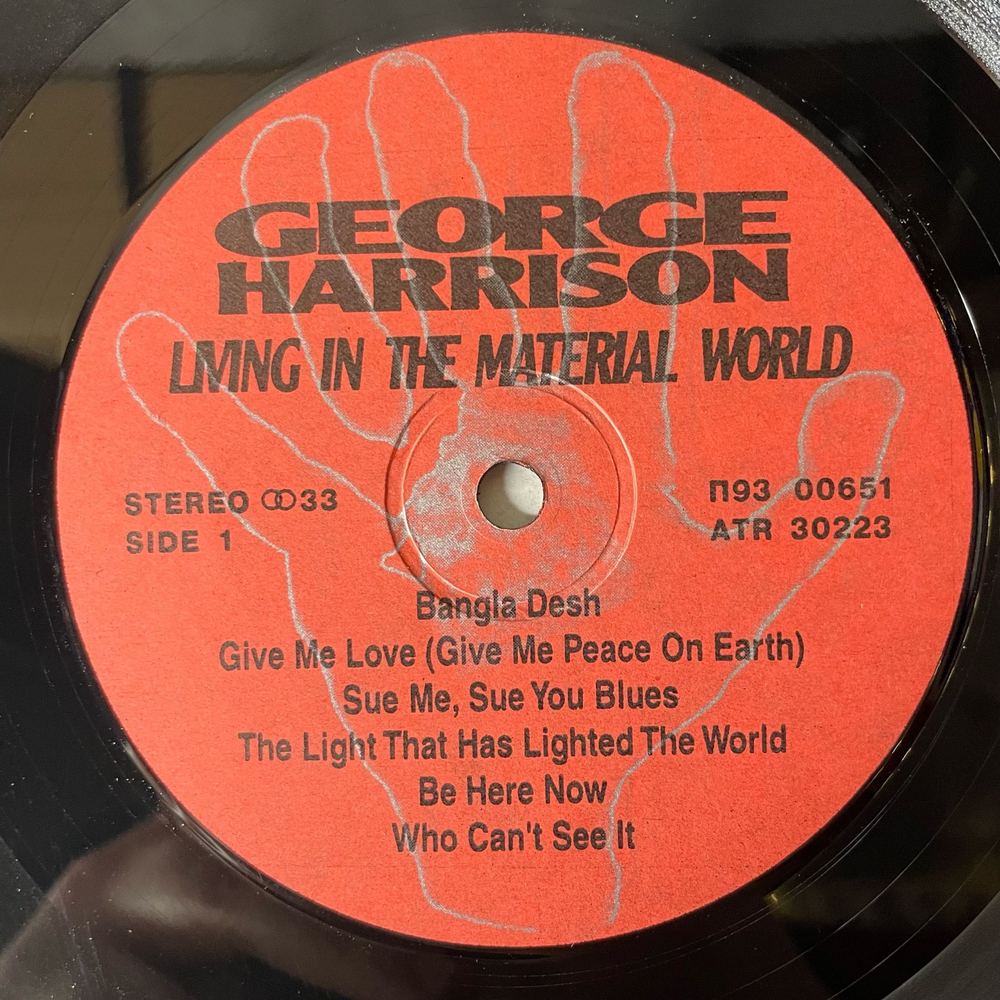 GEORGE
HARRISON
LIVING IN THE MATERIAL WORLD
STEREO ꝏ33
SIDE 1
П93 00651
ATR 30223
Bangla Desh
Give Me Love (Give Me Peace On Earth)
Sue Me, Sue You Blues
The Light That Has Lighted The World
Be Here Now
Who Can't See It